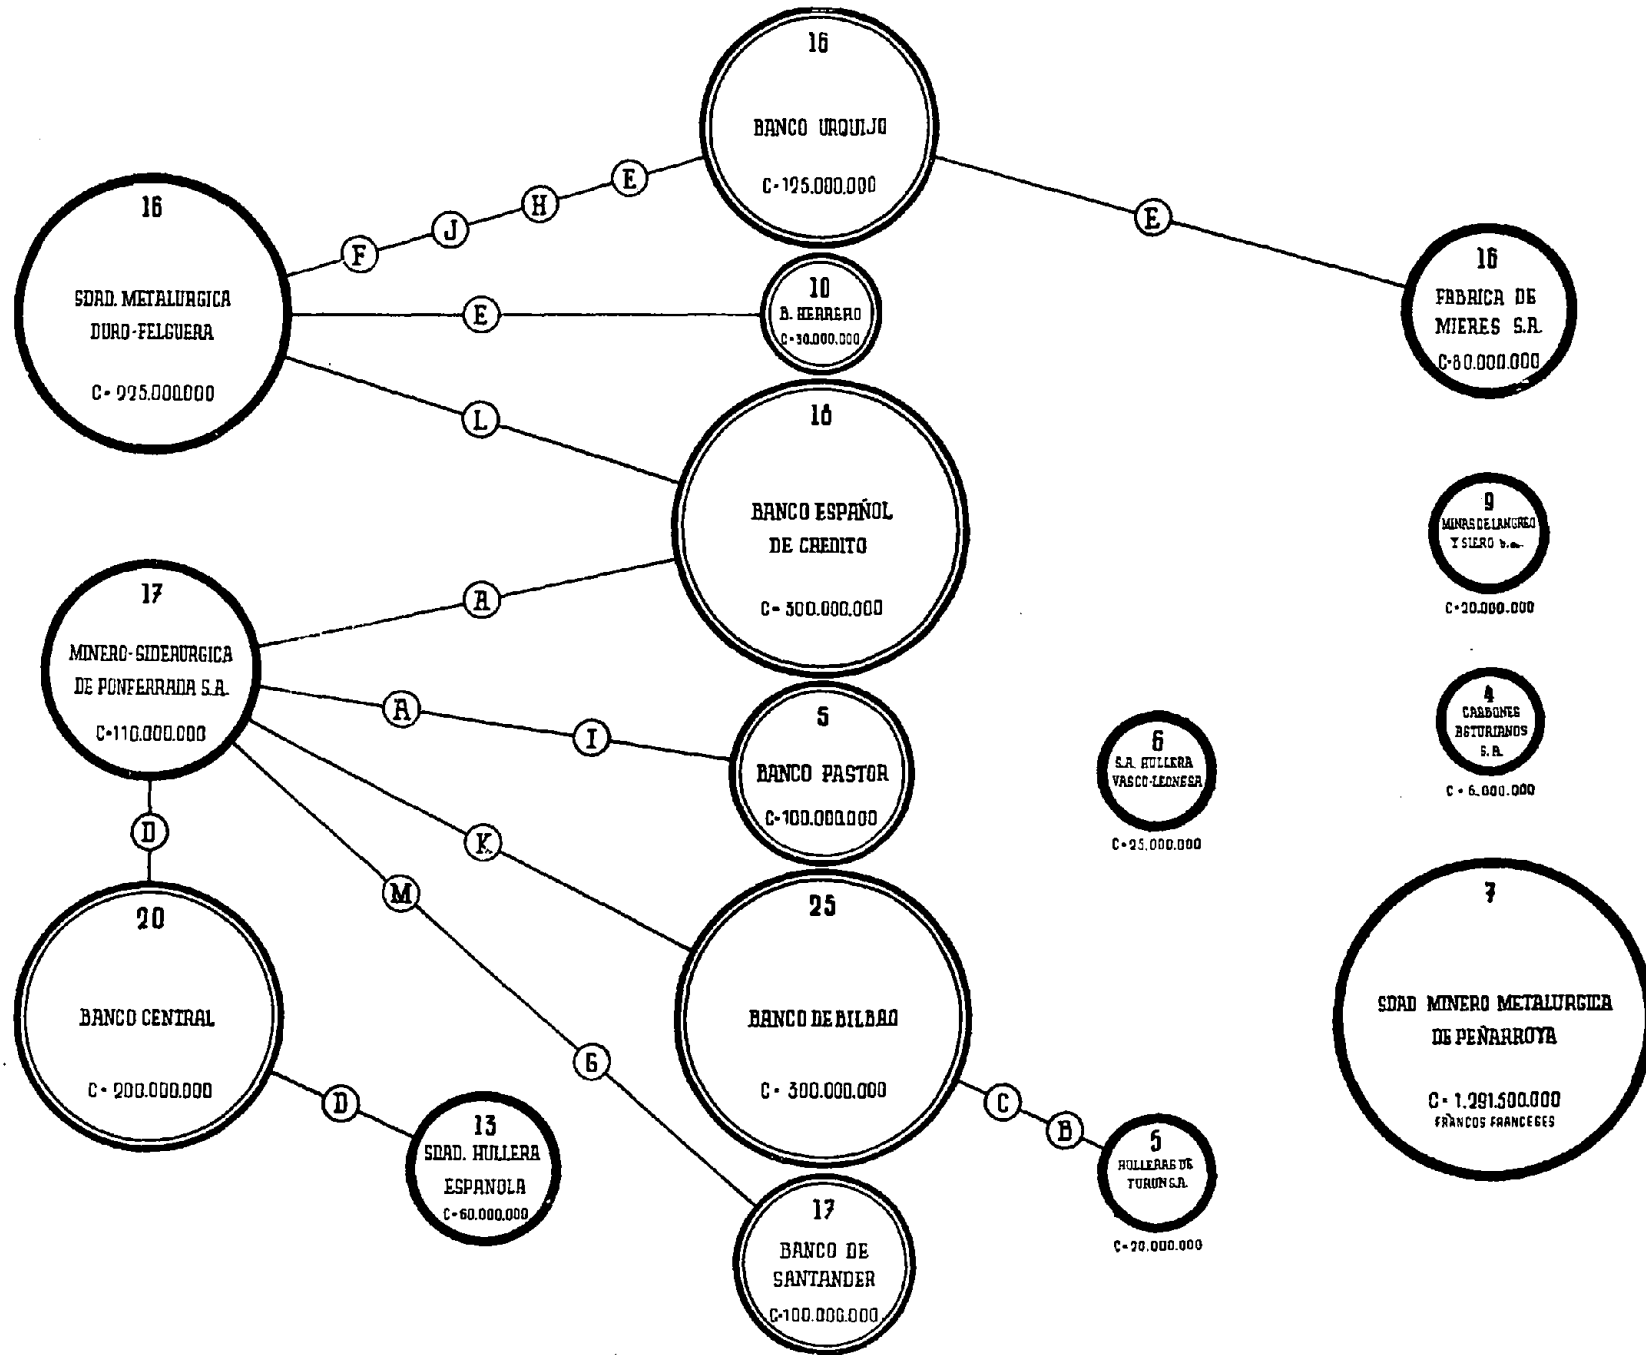 16
BANCO URQUIJO
C-125.000.000
F
J
H
E
E
16
SDAD. METALURGICA
DURO-FELGUERA
C- 225.000.000
E
10
B. HERRERO
C-30.000.000
16
FABRICA DE
MIERES S.A.
C-80.000.000
L
18
BANCO ESPAÑOL
DE CREDITO
C- 300.000.000
9
MINAS DE LANGREO
Y SIERO S.A.
C-20.000.000
A
17
MINERO-SIDERURGICA
DE PONFERRADA S.A.
C-110.000.000
A
I
5
BANCO PASTOR
C-100.000.000
6
S.A. HULLERA
VASCO-LEONESA
C-25.000.000
4
CARBONES
ASTURIANOS
S.A.
C-6.000.000
D
K
M
20
BANCO CENTRAL
C- 200.000.000
25
BANCO DE BILBAO
C- 300.000.000
7
SDAD MINERO METALURGICA
DE PEÑARROYA
C- 1.291.500.000
FRANCOS FRANCESES
D
G
C
B
13
SDAD. HULLERA
ESPANOLA
C-60.000.000
5
HULLERAS DE
TURON S.A.
C-20.000.000
17
BANCO DE
SANTANDER
C-100.000.000